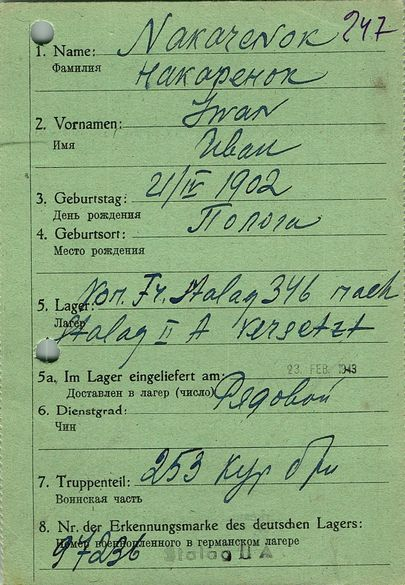 247
1. Name: Nakarenok
Фамилия Накаренок
2. Vornamen: Iwan
Имя Иван
3. Geburtstag: 21/IV 1902
День рождения
4. Geburtsort: Полога
Место рождения
5. Lager: Kom. Fr. Stalag 346 nach
Лагерь Stalag II A versetzt
5a, Im Lager eingeliefert am: 23. FEB. 1943
Доставлен в лагерь (число)
6. Dienstgrad: Рядовой
Чин
7. Truppenteil: 253
Воинская часть
8. Nr. der Erkennungsmarke des deutschen Lagers:
Номер военнопленного в германском лагере
97236 Stalag II A